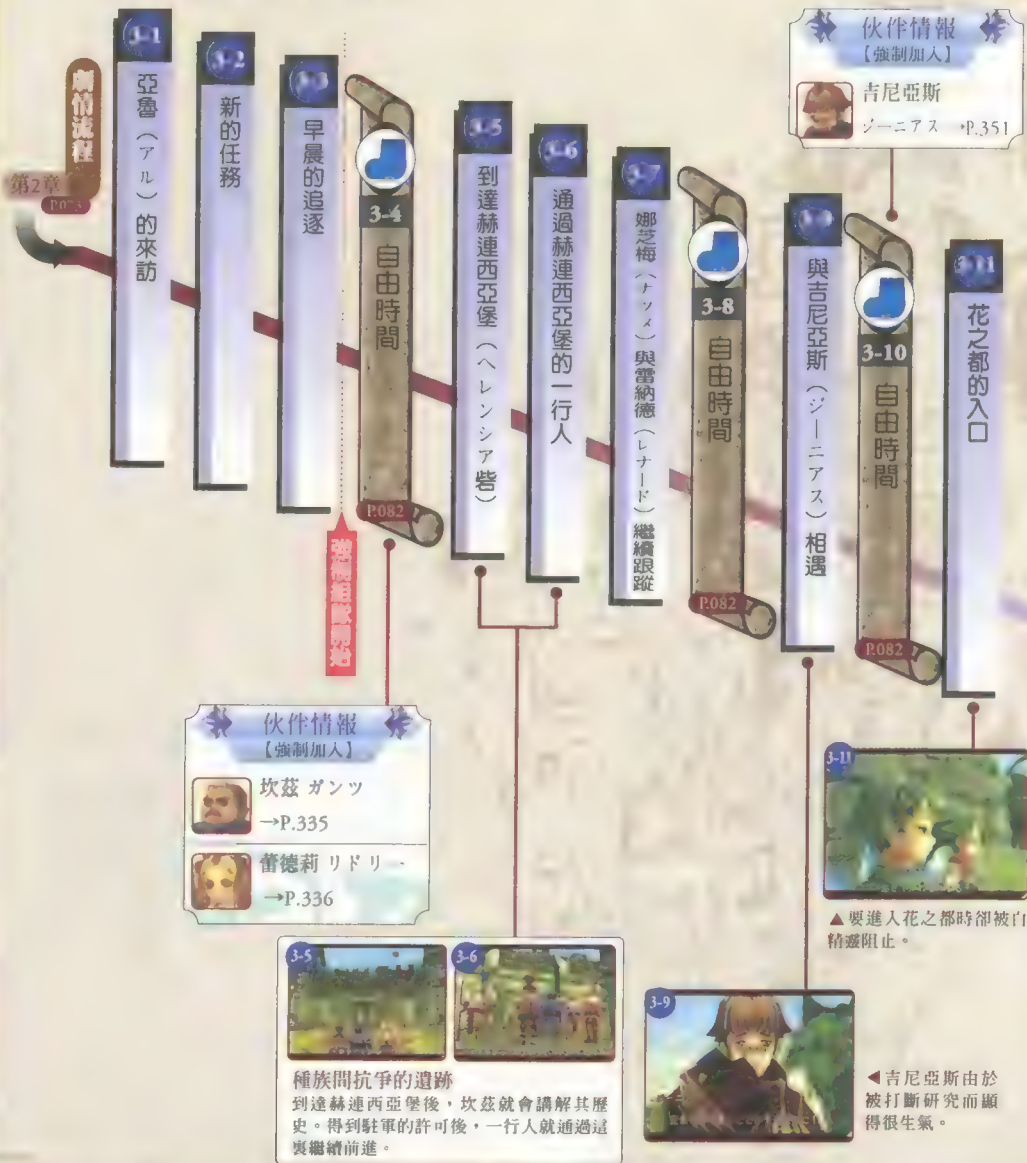 劇情流程
第2章
P.073
3-1
亞魯（アル）的來訪
3-2
新的任務
3-3
早晨的追逐
3-4
自由時間
P.082
3-5
到達赫連西亞堡（ヘレンシア砦）
3-6
通過赫連西亞堡的一行人
3-7
娜芝梅（ナツメ）與雷納德（レナード）繼續跟蹤
3-8
自由時間
P.082
3-9
與吉尼亞斯（ジーニアス）相遇
3-10
自由時間
P.082
3-11
花之都的入口
伙伴情報
【強制加入】
吉尼亞斯
ジーニアス →P.351
伙伴情報
【強制加入】
坎茲 ガンツ
→P.335
蕾德莉 リドリー
→P.336
3-5
3-6
種族間抗爭的遺跡
到達赫連西亞堡後，坎茲就會講解其歷
史。得到駐軍的許可後，一行人就通過這
裏繼續前進。
3-9
◀吉尼亞斯由於
被打斷研究而顯
得很生氣。
3-11
▲要進入花之都時卻被白
精靈阻止。